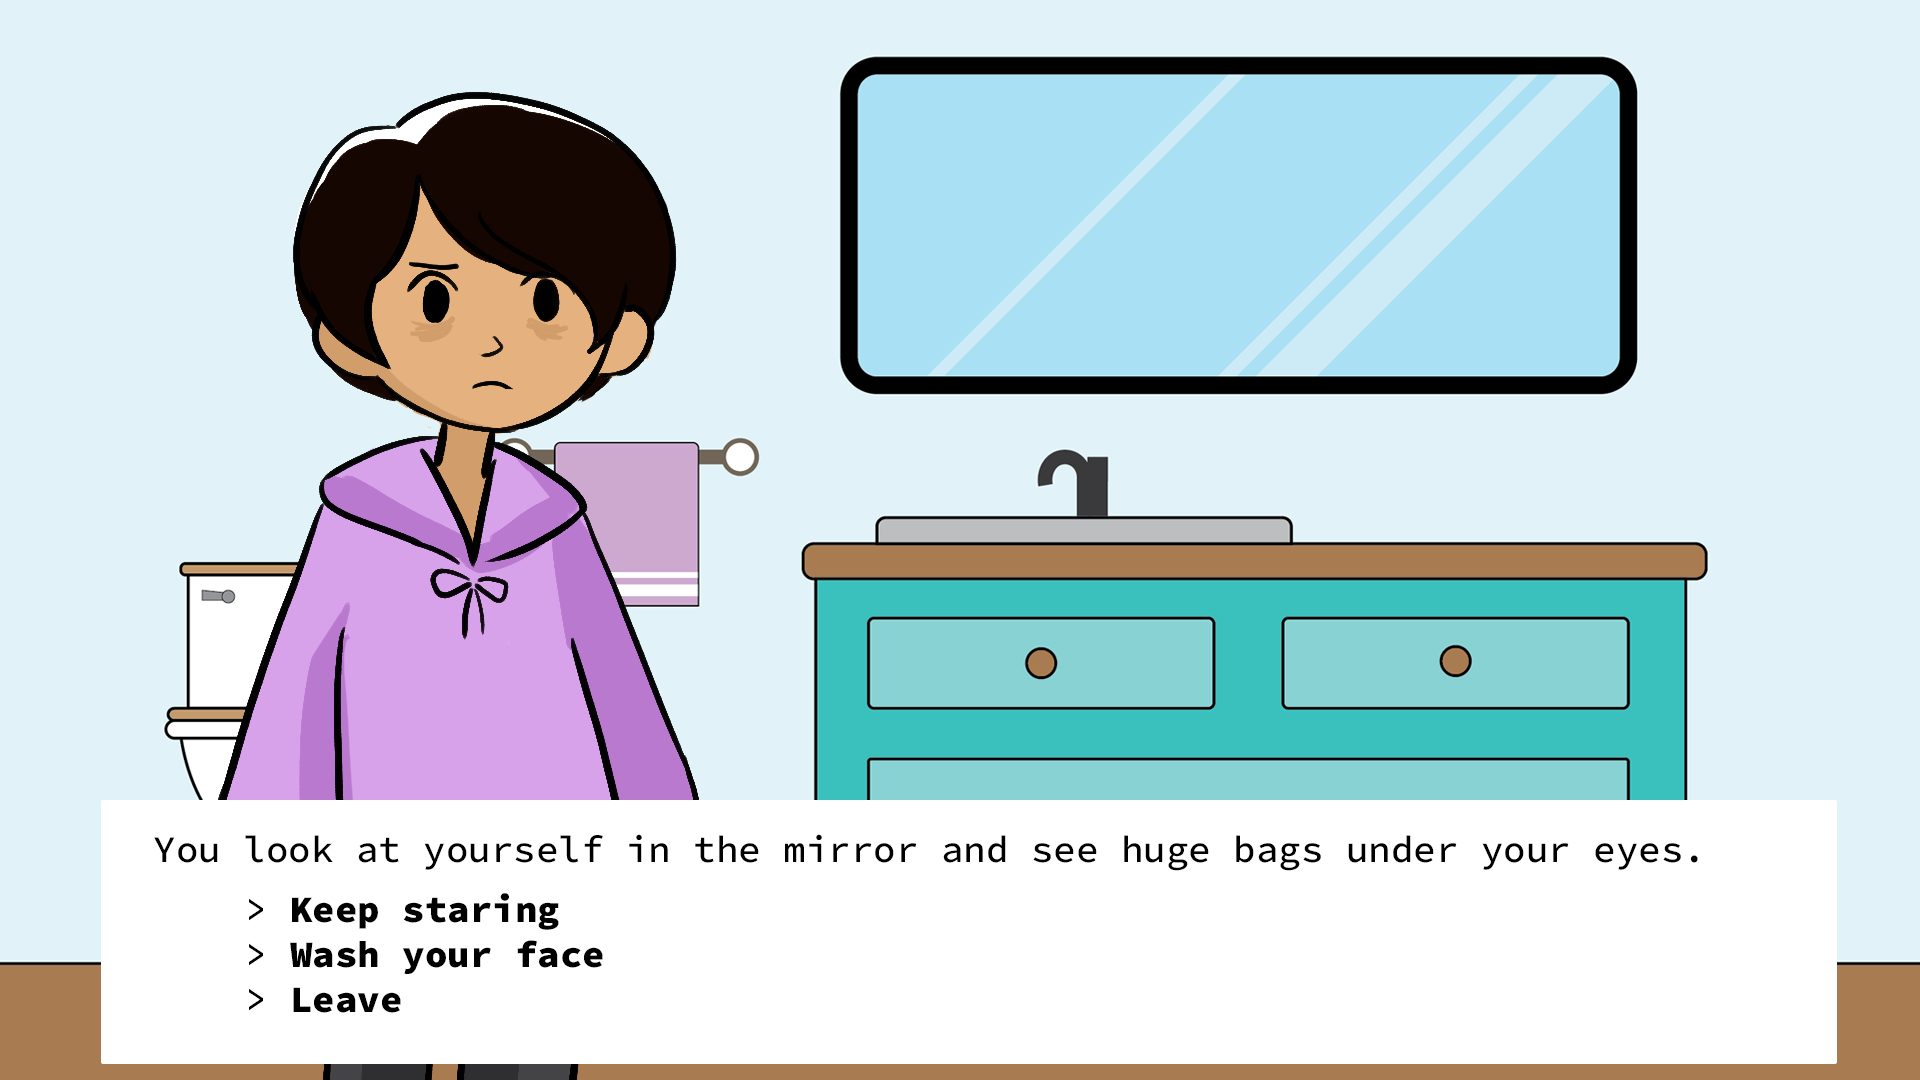 You look at yourself in the mirror and see huge bags under your eyes.
> Keep staring
> Wash your face
> Leave